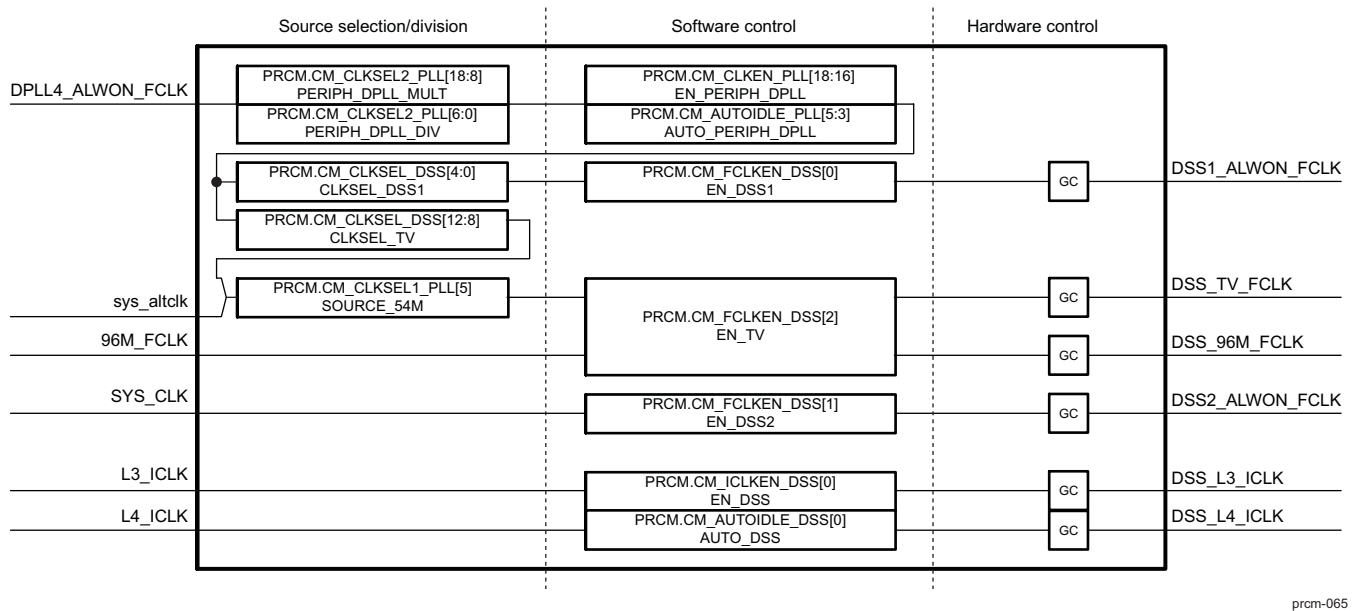 Source selection/division
Software control
Hardware control
DPLL4_ALWON_FCLK
PRCM.CM_CLKSEL2_PLL[18:8]
PERIPH_DPLL_MULT
PRCM.CM_CLKSEL2_PLL[6:0]
PERIPH_DPLL_DIV
PRCM.CM_CLKEN_PLL[18:16]
EN_PERIPH_DPLL
PRCM.CM_AUTOIDLE_PLL[5:3]
AUTO_PERIPH_DPLL
PRCM.CM_CLKSEL_DSS[4:0]
CLKSEL_DSS1
PRCM.CM_FCLKEN_DSS[0]
EN_DSS1
GC
DSS1_ALWON_FCLK
PRCM.CM_CLKSEL_DSS[12:8]
CLKSEL_TV
sys_altclk
PRCM.CM_CLKSEL1_PLL[5]
SOURCE_54M
PRCM.CM_FCLKEN_DSS[2]
EN_TV
GC
DSS_TV_FCLK
96M_FCLK
GC
DSS_96M_FCLK
SYS_CLK
PRCM.CM_FCLKEN_DSS[1]
EN_DSS2
GC
DSS2_ALWON_FCLK
L3_ICLK
PRCM.CM_ICLKEN_DSS[0]
EN_DSS
GC
DSS_L3_ICLK
L4_ICLK
PRCM.CM_AUTOIDLE_DSS[0]
AUTO_DSS
GC
DSS_L4_ICLK
prcm-065